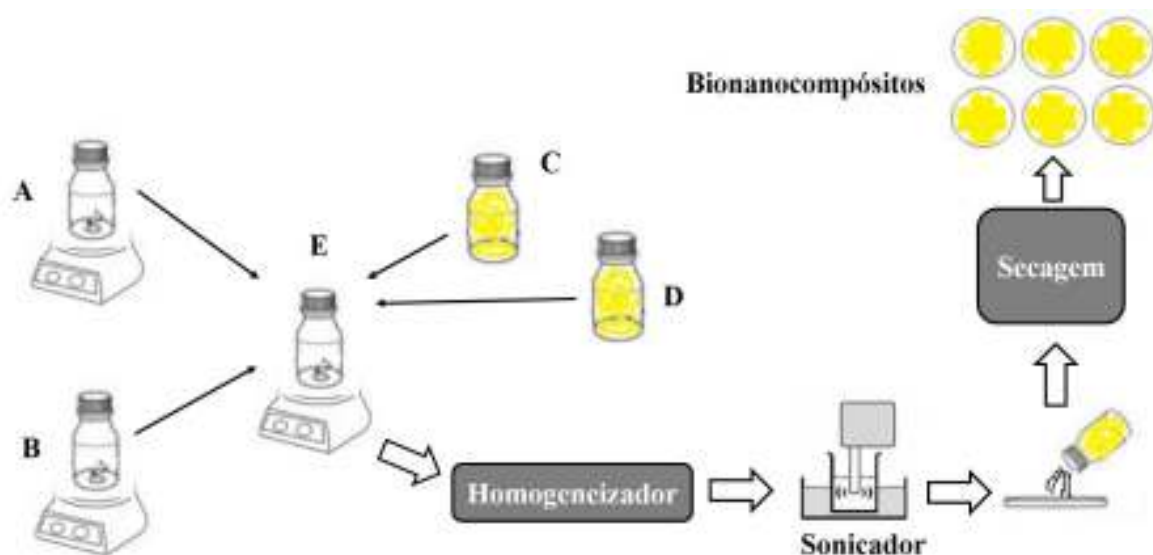 Bionanocompósitos
A
C
E
D
Secagem
B
Homogeneizador
Sonicador